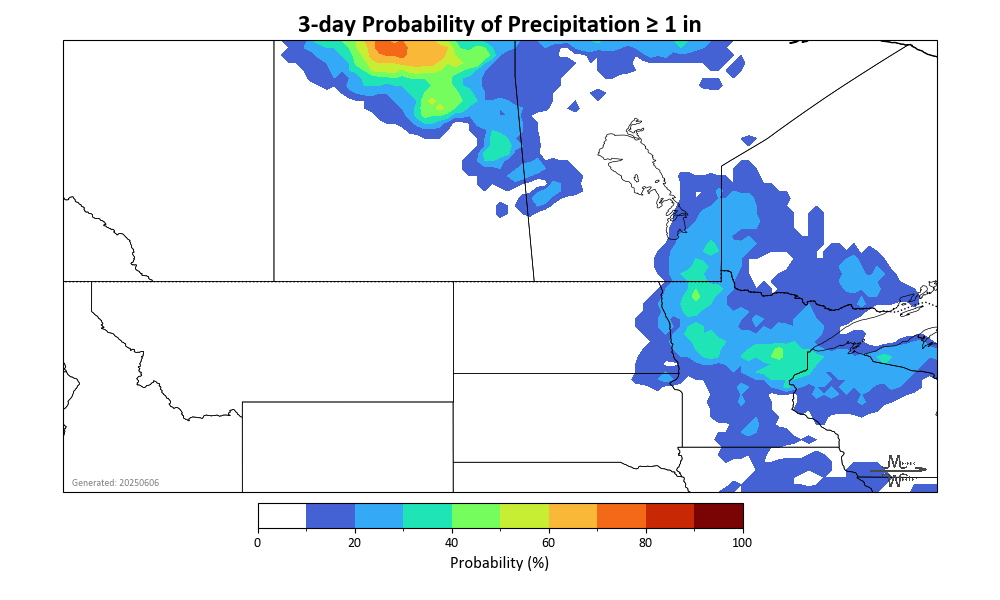 3-day Probability of Precipitation ≥ 1 in
Generated: 20250606
0 20 40 60 80 100
Probability (%)